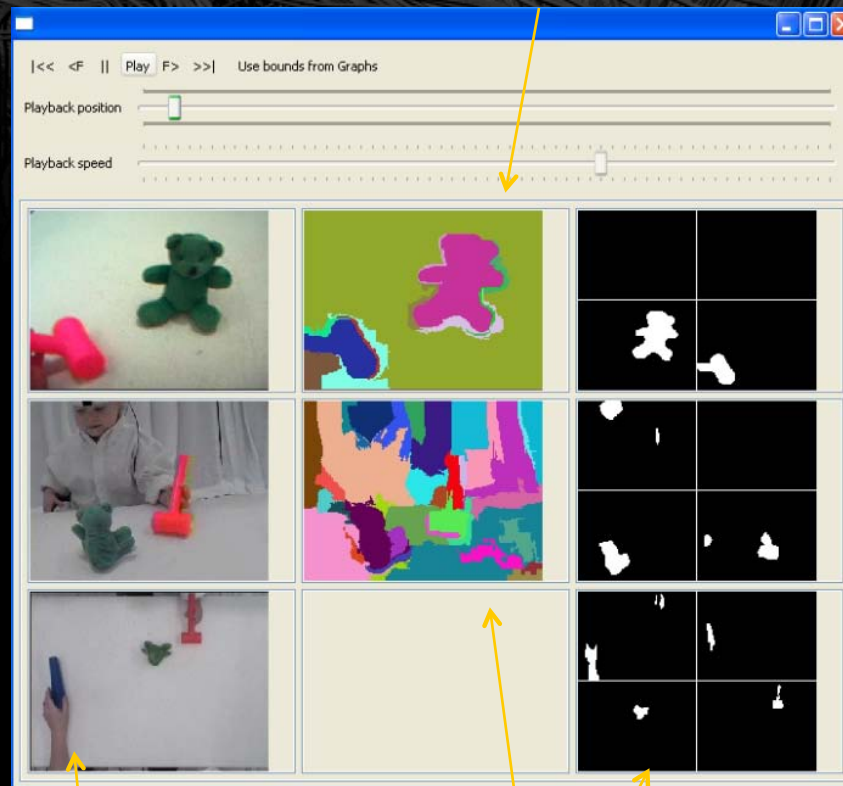 |<< <F || Play F> >>| Use bounds from Graphs
Playback position
Playback speed